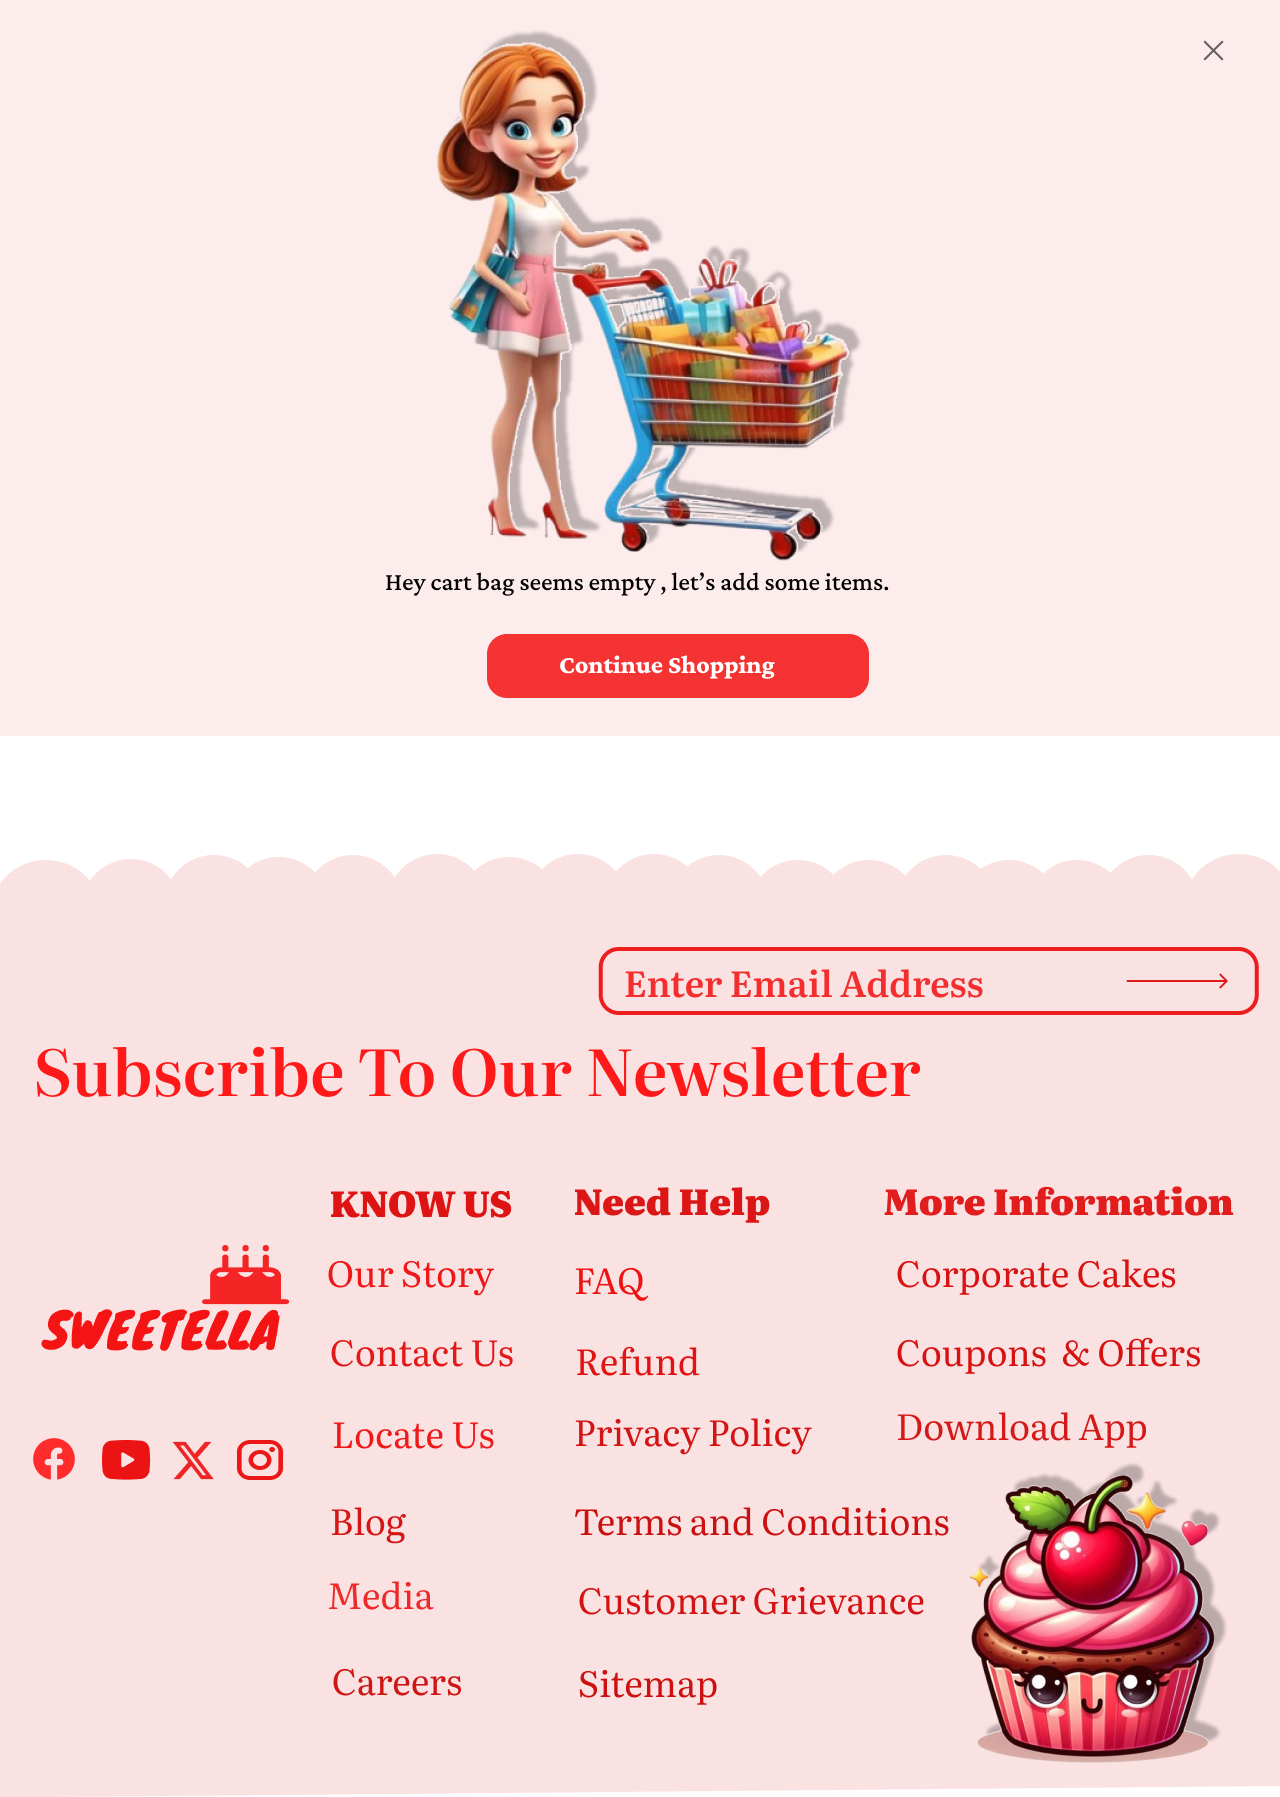 Hey cart bag seems empty , let’s add some items.
Continue Shopping
Enter Email Address
Subscribe To Our Newsletter
SWEETELLA
KNOW US
Our Story
Contact Us
Locate Us
Blog
Media
Careers
Need Help
FAQ
Refund
Privacy Policy
Terms and Conditions
Customer Grievance
Sitemap
More Information
Corporate Cakes
Coupons  & Offers
Download App